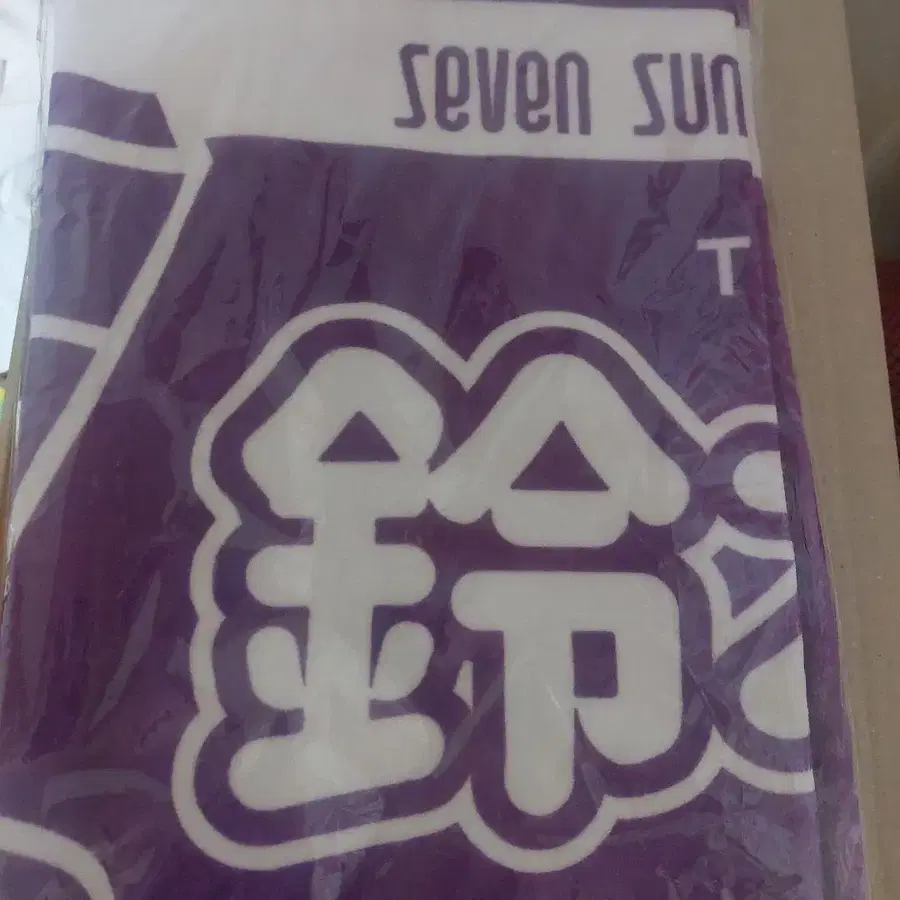 seven sun
T
鈴